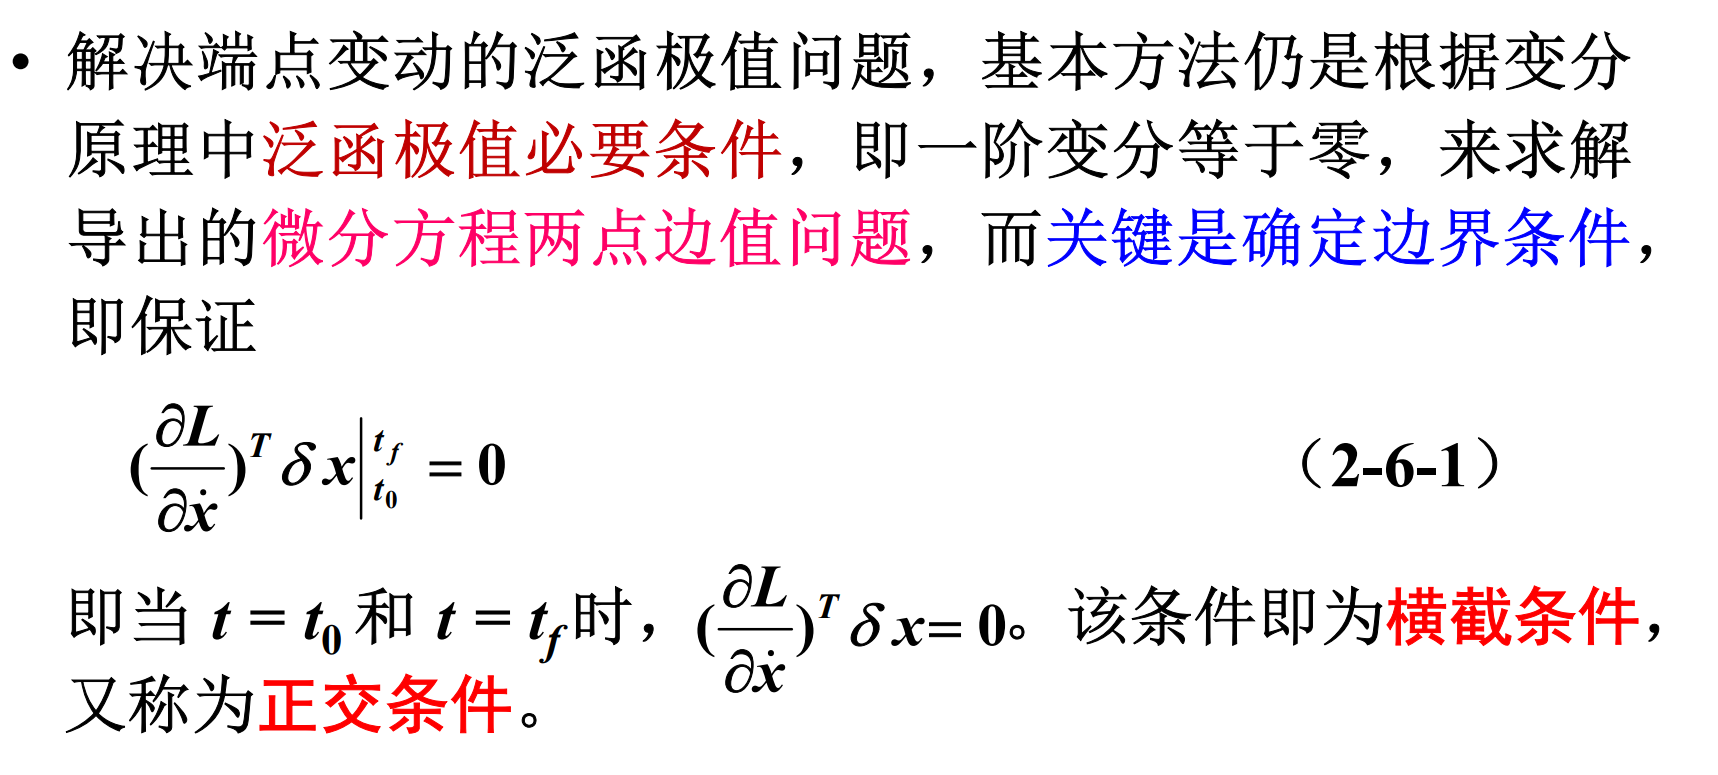 • 解决端点变动的泛函极值问题，基本方法仍是根据变分
原理中泛函极值必要条件，即一阶变分等于零，来求解
导出的微分方程两点边值问题，而关键是确定边界条件，
即保证
$(\frac{\partial L}{\partial \dot{x}})^T \delta x \big|_{t_0}^{t_f} = 0$ （2-6-1）
即当 $t = t_0$ 和 $t = t_f$ 时，$(\frac{\partial L}{\partial \dot{x}})^T \delta x = 0$。该条件即为横截条件，
又称为正交条件。